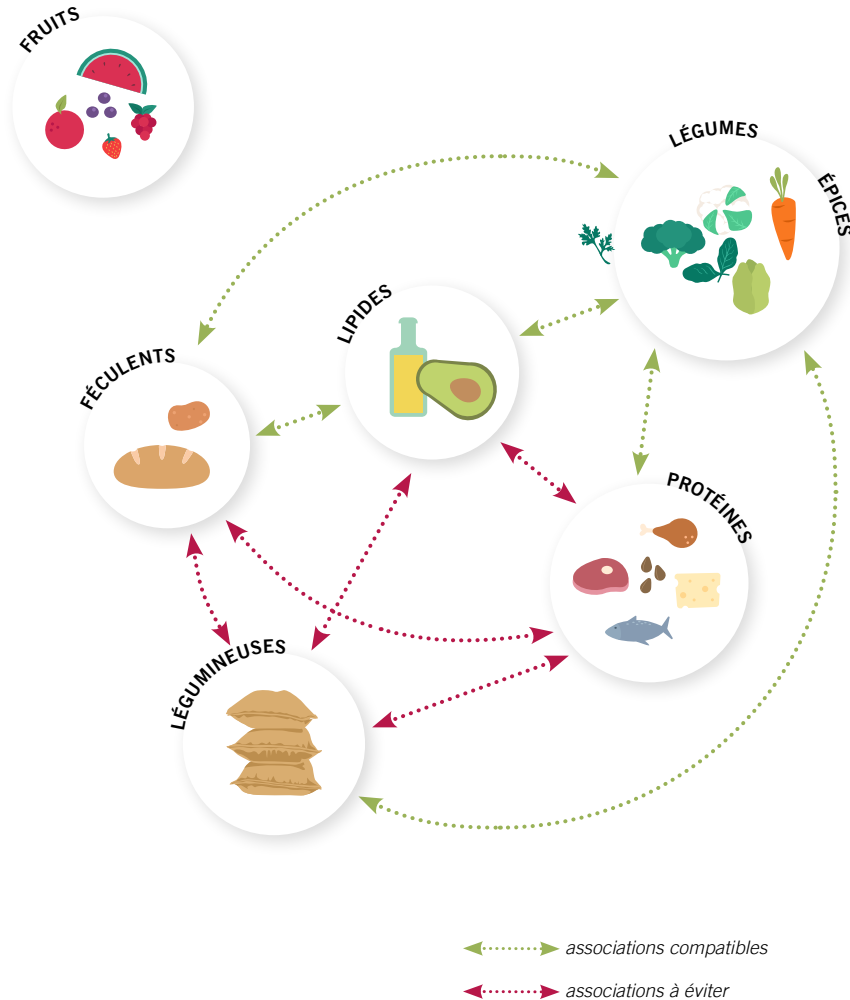 FRUITS
LÉGUMES
ÉPICES
LIPIDES
FÉCULENTS
PROTÉINES
LÉGUMINEUSES
associations compatibles
associations à éviter